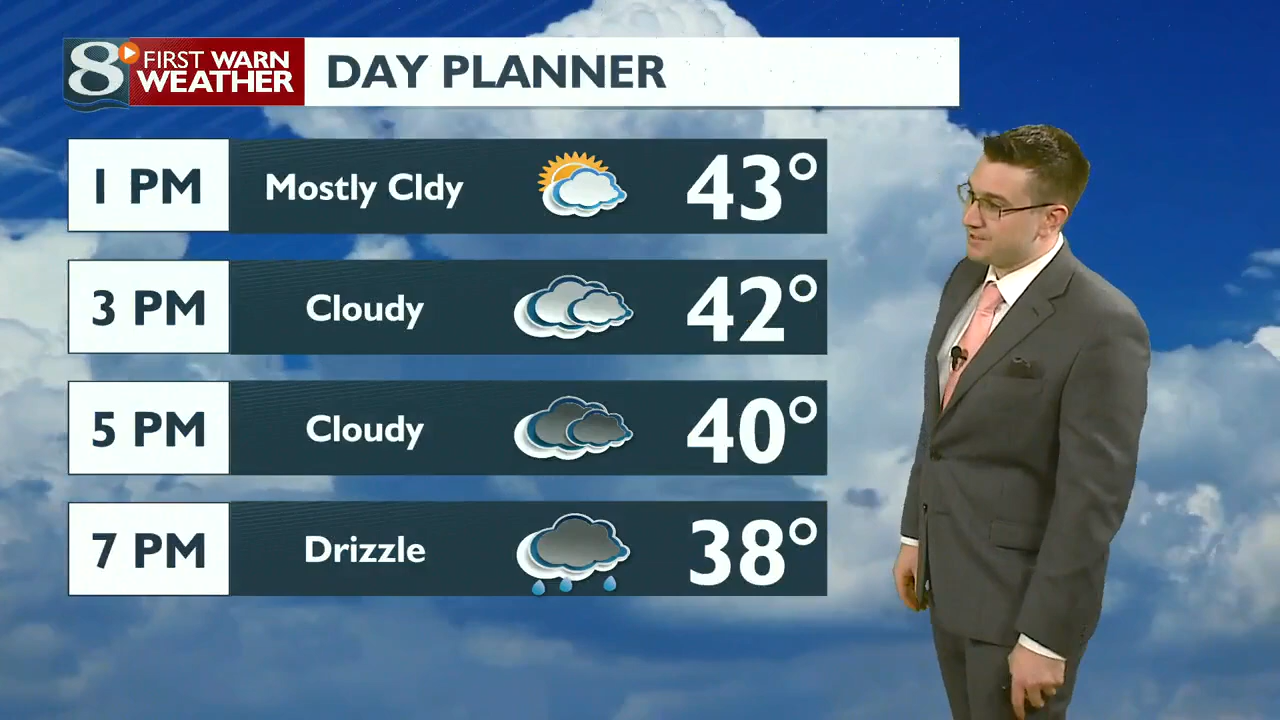 8 FIRST WARN
WEATHER
DAY PLANNER
1 PM Mostly Cldy 43°
3 PM Cloudy 42°
5 PM Cloudy 40°
7 PM Drizzle 38°